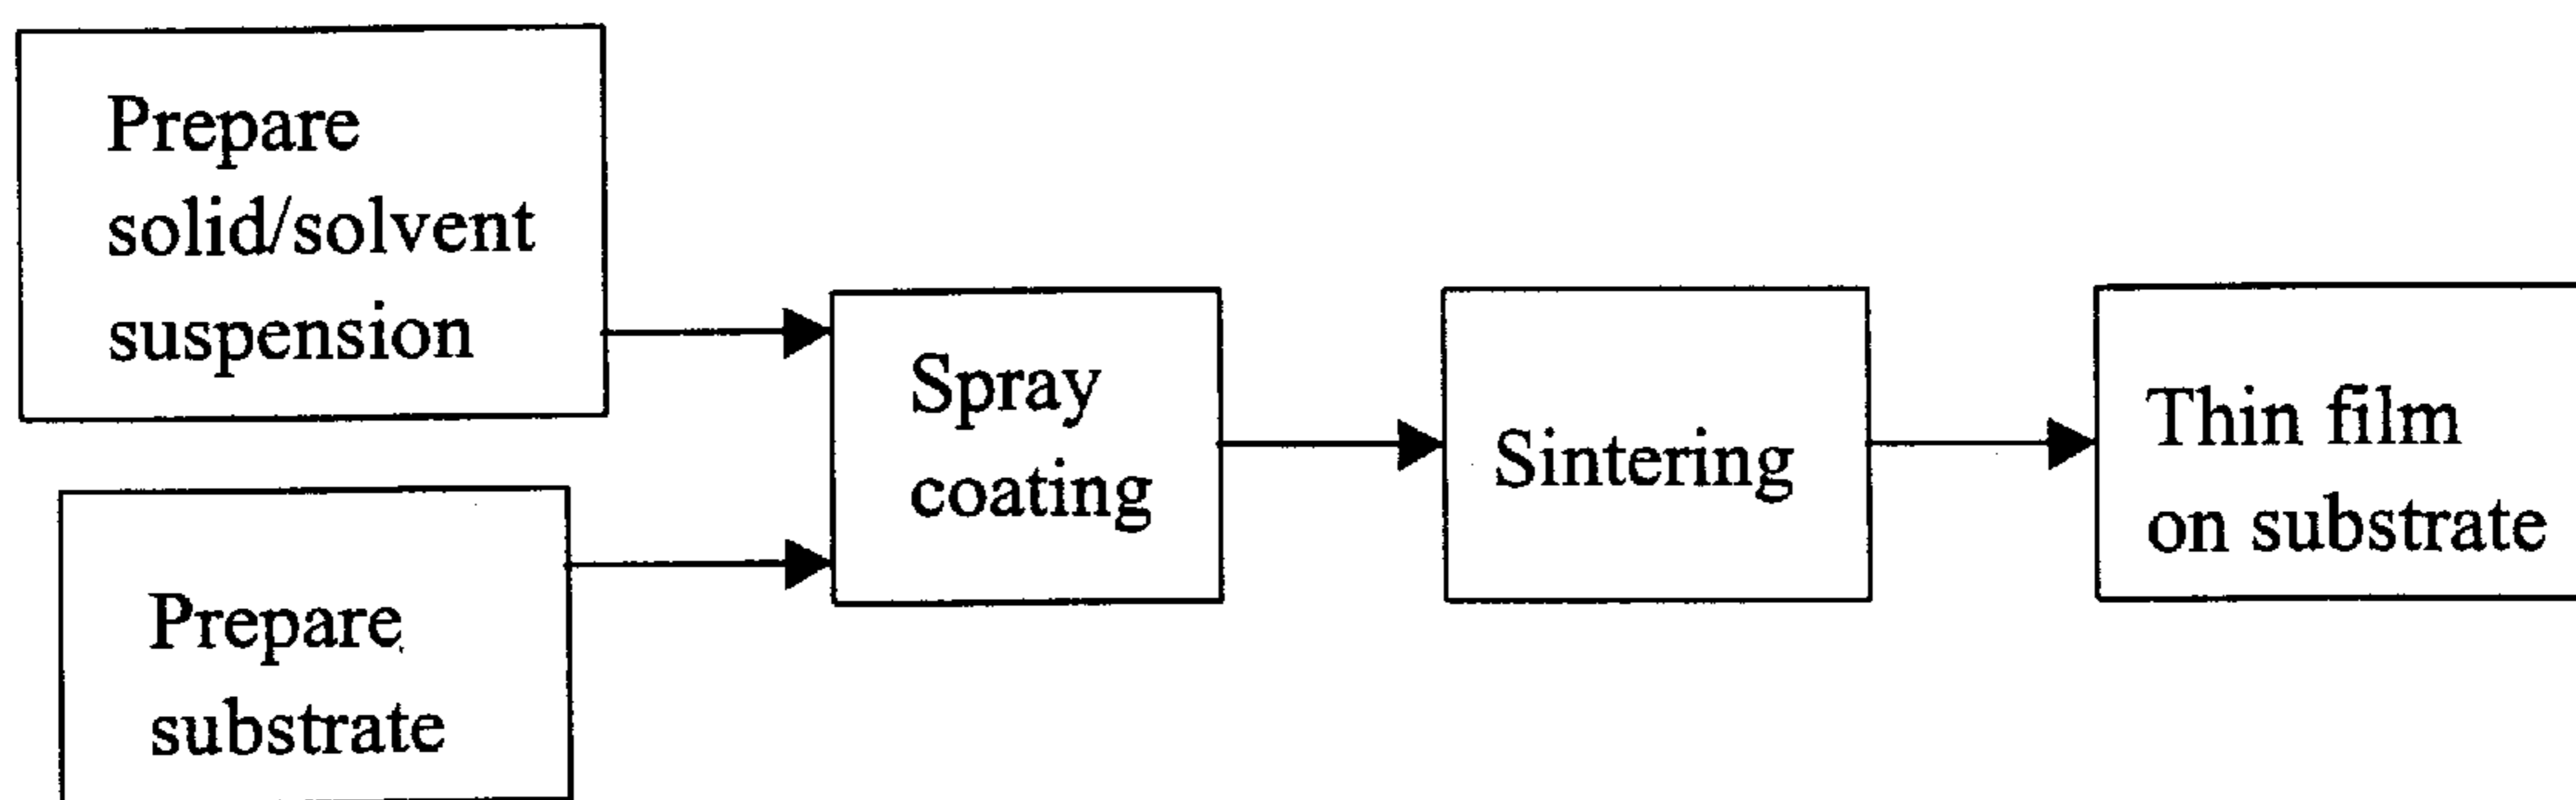 Prepare
solid/solvent
suspension
Prepare
substrate
Spray
coating
Sintering
Thin film
on substrate